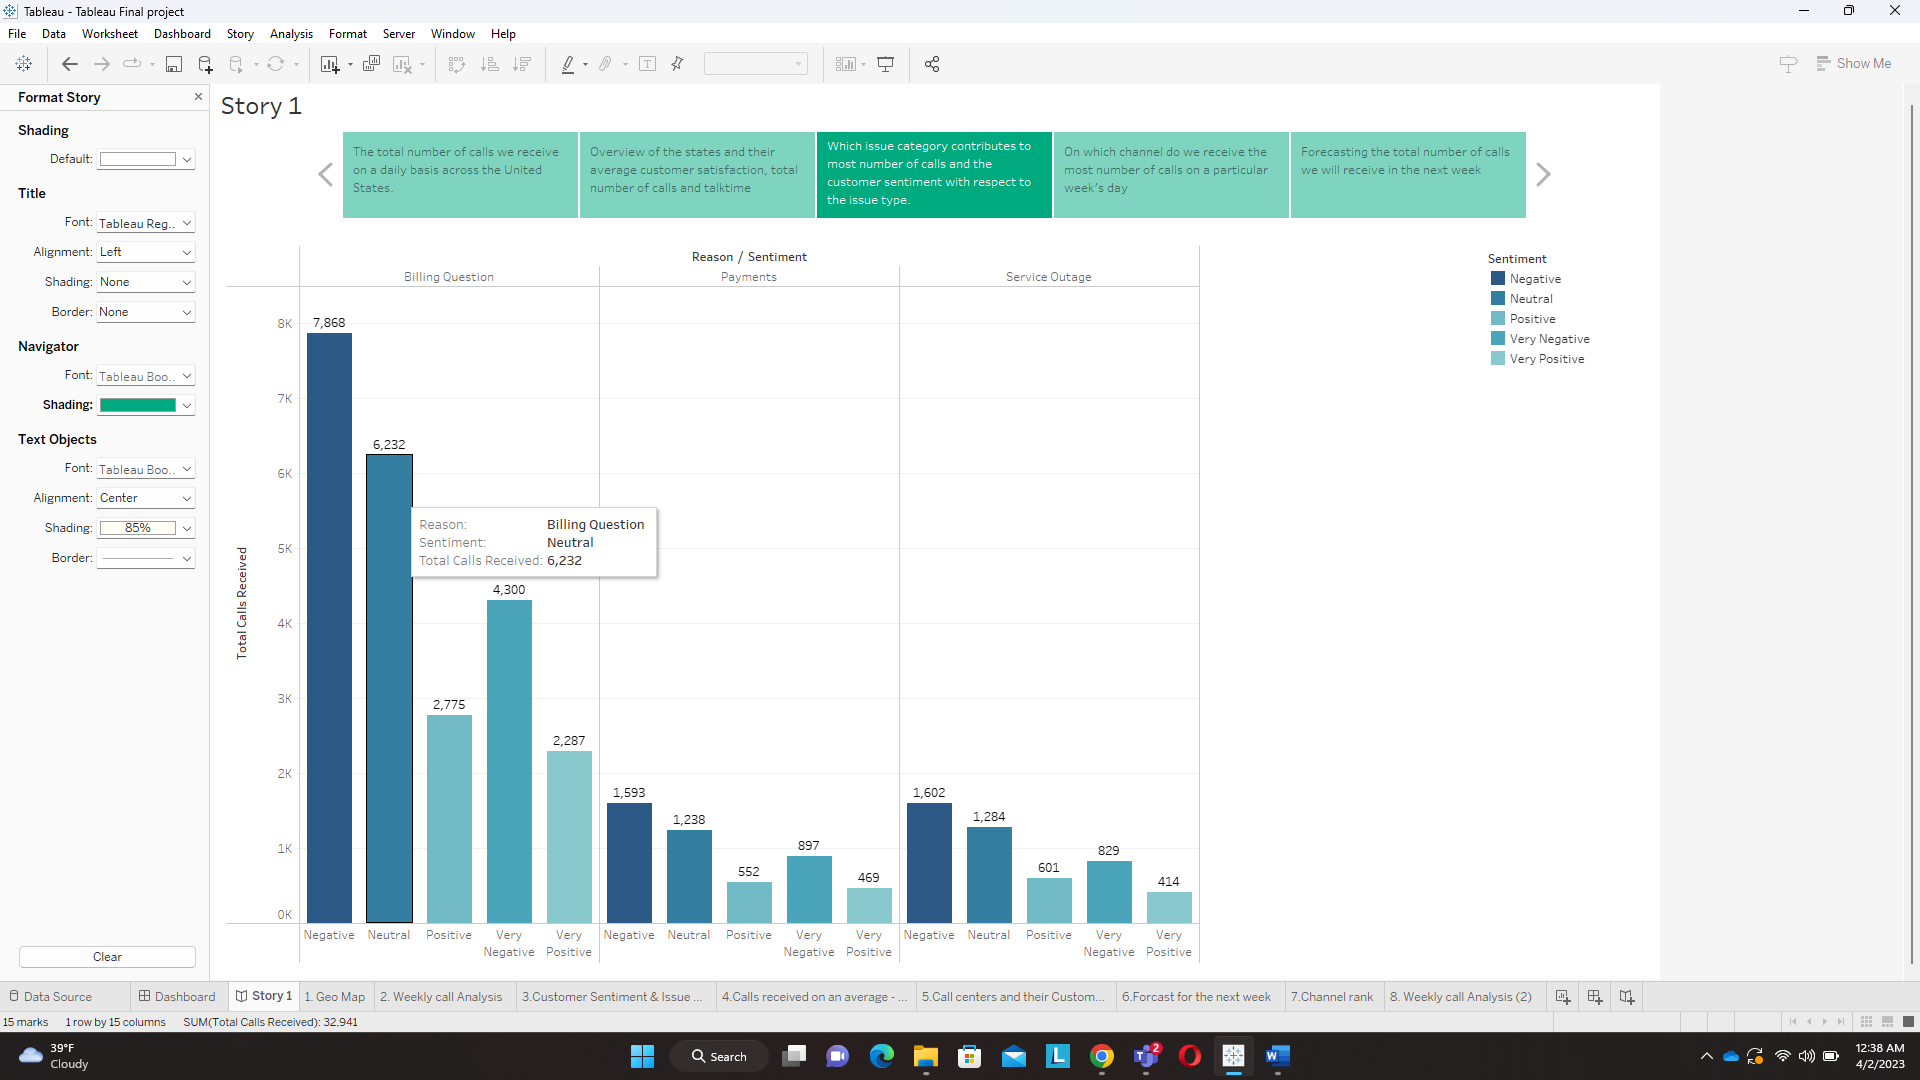 Tableau - Tableau Final project
File Data Worksheet Dashboard Story Analysis Format Server Window Help
Show Me
Format Story
Shading
Default:
Title
Font: Tableau Reg..
Alignment: Left
Shading: None
Border: None
Navigator
Font: Tableau Boo..
Shading:
Text Objects
Font: Tableau Boo..
Alignment: Center
Shading: 85%
Border:
Clear
Story 1
The total number of calls we receive
on a daily basis across the United
States.
Overview of the states and their
average customer satisfaction, total
number of calls and talktime
Which issue category contributes to
most number of calls and the
customer sentiment with respect to
the issue type.
On which channel do we receive the
most number of calls on a particular
week's day
Forecasting the total number of calls
we will receive in the next week
Reason / Sentiment
Billing Question Payments Service Outage
Total Calls Received
8K
7K
6K
5K
4K
3K
2K
1K
0K
7,868
6,232
2,775
4,300
2,287
1,593
1,238
552
897
469
1,602
1,284
601
829
414
Reason: Billing Question
Sentiment: Neutral
Total Calls Received: 6,232
Negative Neutral Positive Very Negative Very Positive
Negative Neutral Positive Very Negative Very Positive
Negative Neutral Positive Very Negative Very Positive
Sentiment
Negative
Neutral
Positive
Very Negative
Very Positive
Data Source Dashboard Story 1 1. Geo Map 2. Weekly call Analysis 3.Customer Sentiment & Issue ... 4.Calls received on an average - ... 5.Call centers and their Custom... 6.Forcast for the next week 7.Channel rank 8. Weekly call Analysis (2)
15 marks 1 row by 15 columns SUM(Total Calls Received): 32,941
39°F
Cloudy
Search
2
12:38 AM
4/2/2023